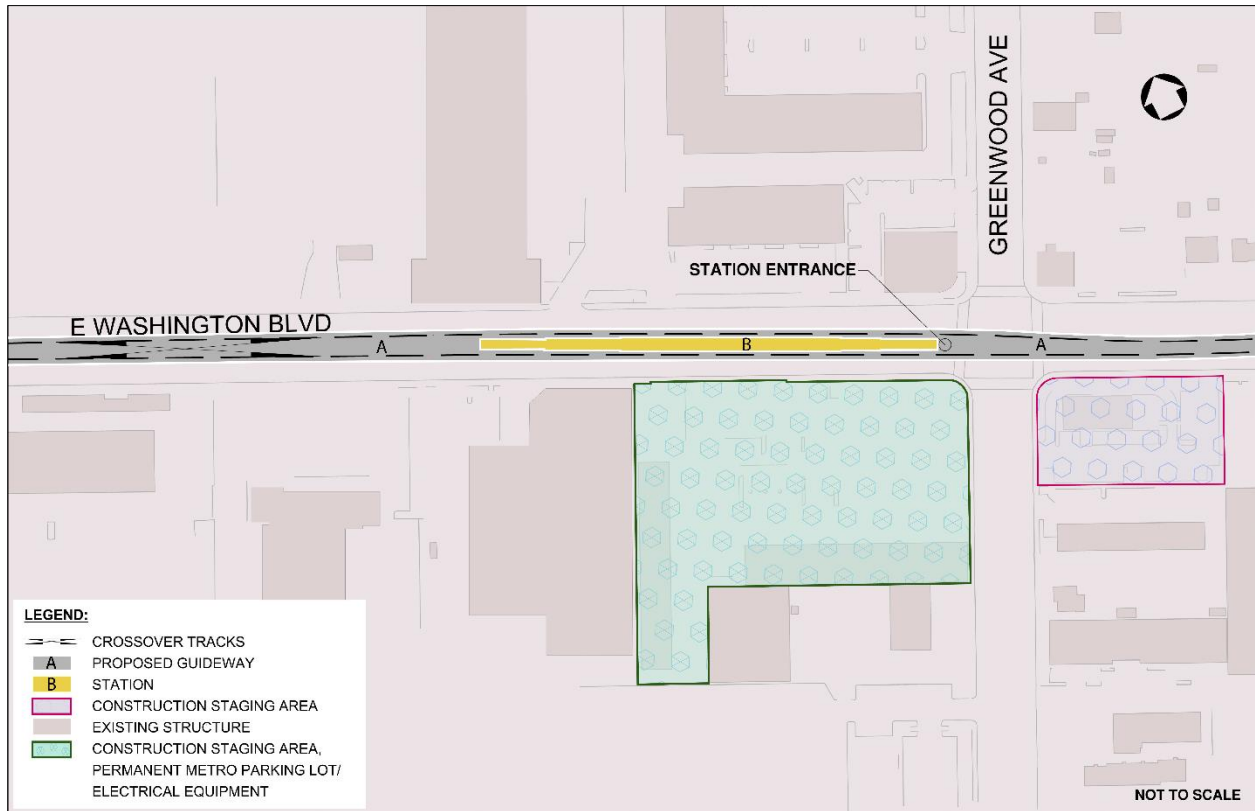 GREENWOOD AVE
STATION ENTRANCE
E WASHINGTON BLVD
A
B
A
LEGEND:
CROSSOVER TRACKS
A PROPOSED GUIDEWAY
B STATION
CONSTRUCTION STAGING AREA
EXISTING STRUCTURE
CONSTRUCTION STAGING AREA,
PERMANENT METRO PARKING LOT/
ELECTRICAL EQUIPMENT
NOT TO SCALE